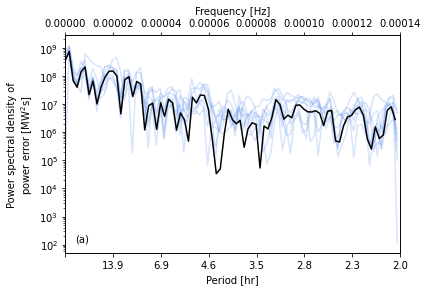 Frequency [Hz]
0.00000 0.00002 0.00004 0.00006 0.00008 0.00010 0.00012 0.00014
Power spectral density of
power error [MW²s]
10⁹
10⁸
10⁷
10⁶
10⁵
10⁴
10³
10²
(a)
13.9 6.9 4.6 3.5 2.8 2.3 2.0
Period [hr]